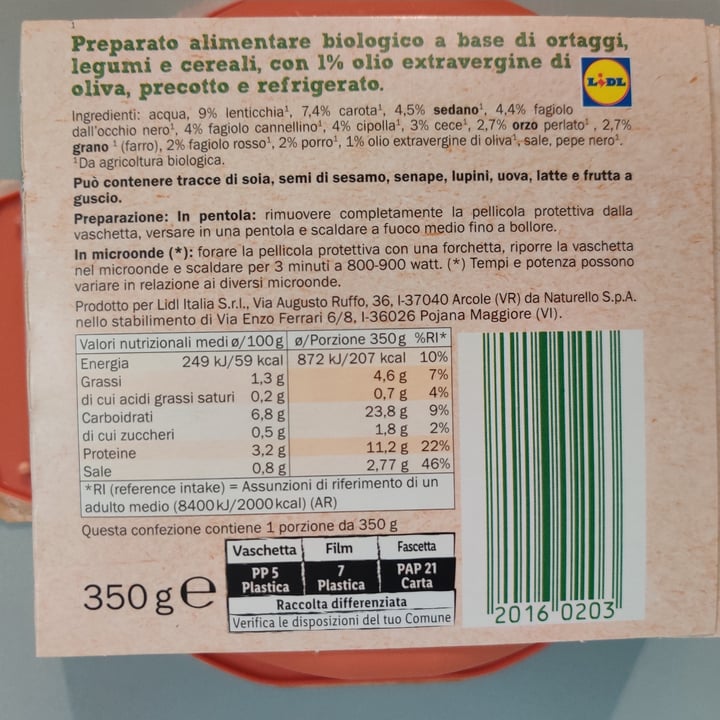 Preparato alimentare biologico a base di ortaggi,
legumi e cereali, con 1% olio extravergine di
oliva, precotto e refrigerato.
LIDL
Ingredienti: acqua, 9% lenticchia¹, 7,4% carota¹, 4,5% sedano¹, 4,4% fagiolo
dall'occhio nero¹, 4% fagiolo cannellino¹, 4% cipolla¹, 3% cece¹, 2,7% orzo perlato¹ , 2,7%
grano ¹ (farro), 2% fagiolo rosso¹, 2% porro¹, 1% olio extravergine di oliva¹, sale, pepe nero¹.
¹Da agricoltura biologica.
Può contenere tracce di soia, semi di sesamo, senape, lupini, uova, latte e frutta a
guscio.
Preparazione: In pentola: rimuovere completamente la pellicola protettiva dalla
vaschetta, versare in una pentola e scaldare a fuoco medio fino a bollore.
In microonde (*): forare la pellicola protettiva con una forchetta, riporre la vaschetta
nel microonde e scaldare per 3 minuti a 800-900 watt. (*) Tempi e potenza possono
variare in relazione ai diversi microonde.
Prodotto per Lidl Italia S.r.l., Via Augusto Ruffo, 36, I-37040 Arcole (VR) da Naturello S.p.A.
nello stabilimento di Via Enzo Ferrari 6/8, I-36026 Pojana Maggiore (VI).
Valori nutrizionali medi ø/100g ø/Porzione 350g %RI*
Energia 249 kJ/59 kcal 872 kJ/207 kcal 10%
Grassi 1,3 g 4,6 g 7%
di cui acidi grassi saturi 0,2 g 0,7 g 4%
Carboidrati 6,8 g 23,8 g 9%
di cui zuccheri 0,5 g 1,8 g 2%
Proteine 3,2 g 11,2 g 22%
Sale 0,8 g 2,77 g 46%
*RI (reference intake) = Assunzioni di riferimento di un
adulto medio (8400kJ/2000kcal) (AR)
Questa confezione contiene 1 porzione da 350 g
350 g e
Vaschetta Film Fascetta
PP 5 7 PAP 21
Plastica Plastica Carta
Raccolta differenziata
Verifica le disposizioni del tuo Comune
2016 0203